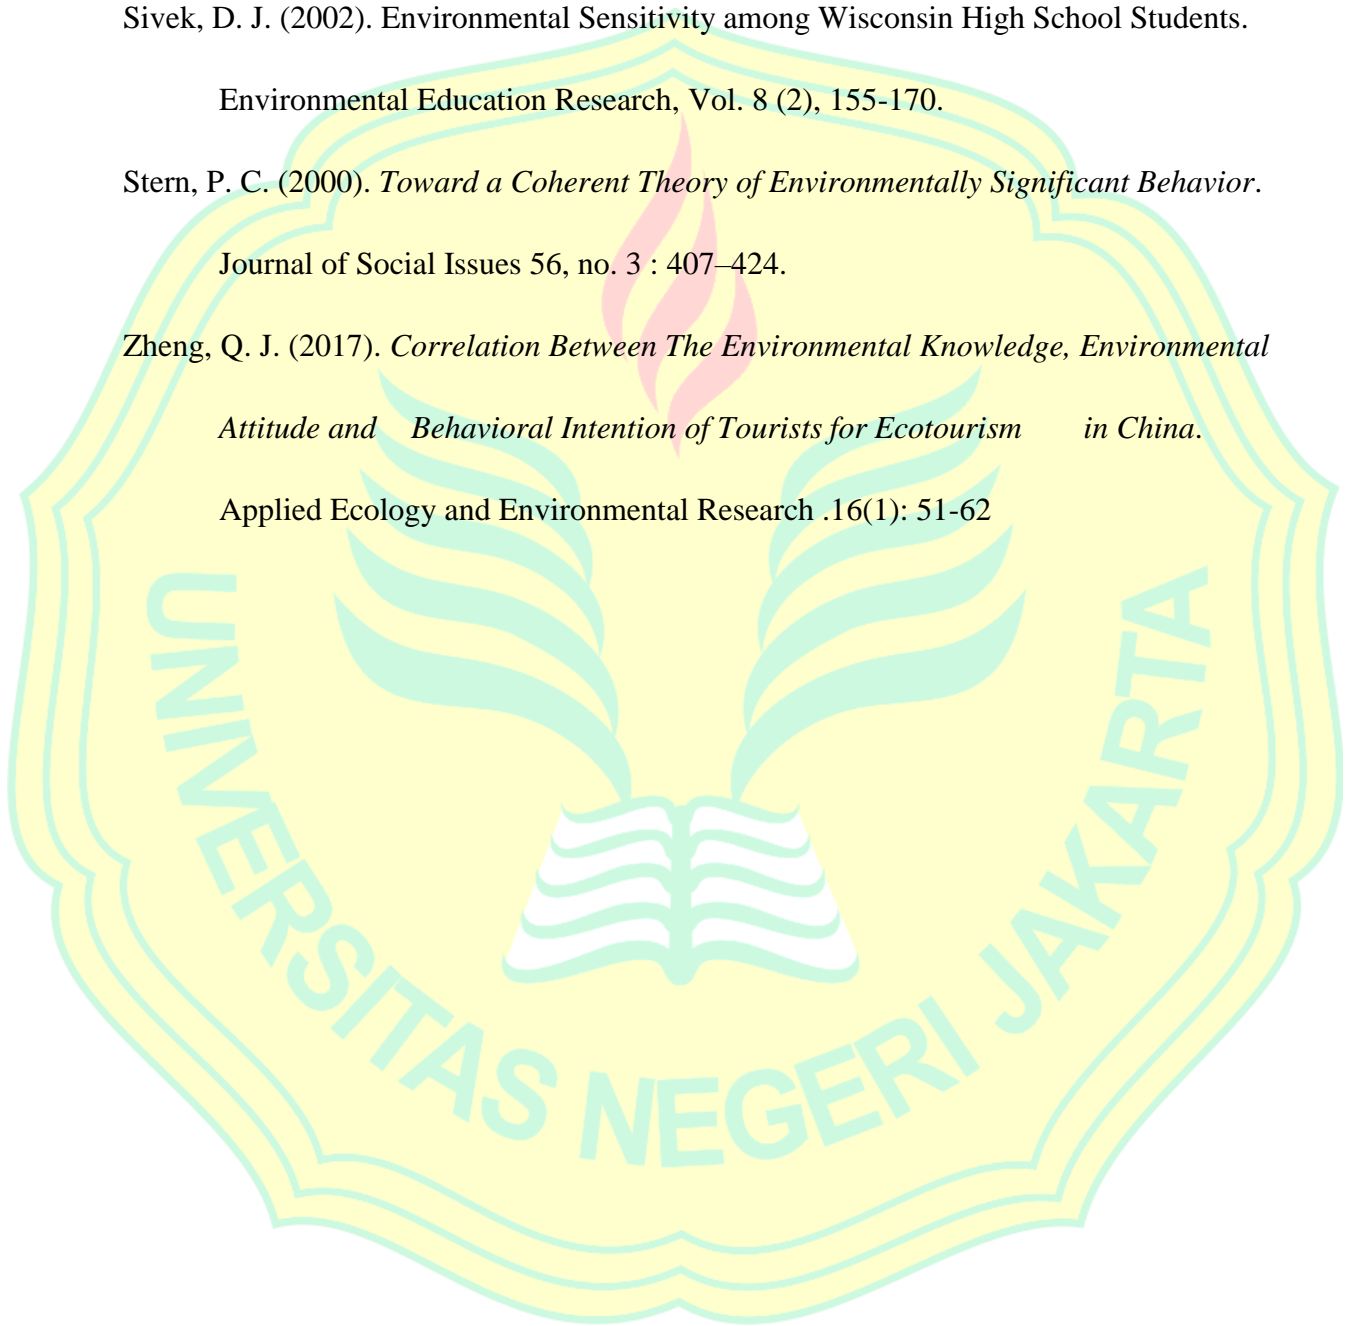 Sivek, D. J. (2002). Environmental Sensitivity among Wisconsin High School Students.
Environmental Education Research, Vol. 8 (2), 155-170.
Stern, P. C. (2000). Toward a Coherent Theory of Environmentally Significant Behavior.
Journal of Social Issues 56, no. 3 : 407–424.
Zheng, Q. J. (2017). Correlation Between The Environmental Knowledge, Environmental
Attitude and Behavioral Intention of Tourists for Ecotourism in China.
Applied Ecology and Environmental Research .16(1): 51-62
UNIVERSITAS NEGERI JAKARTA